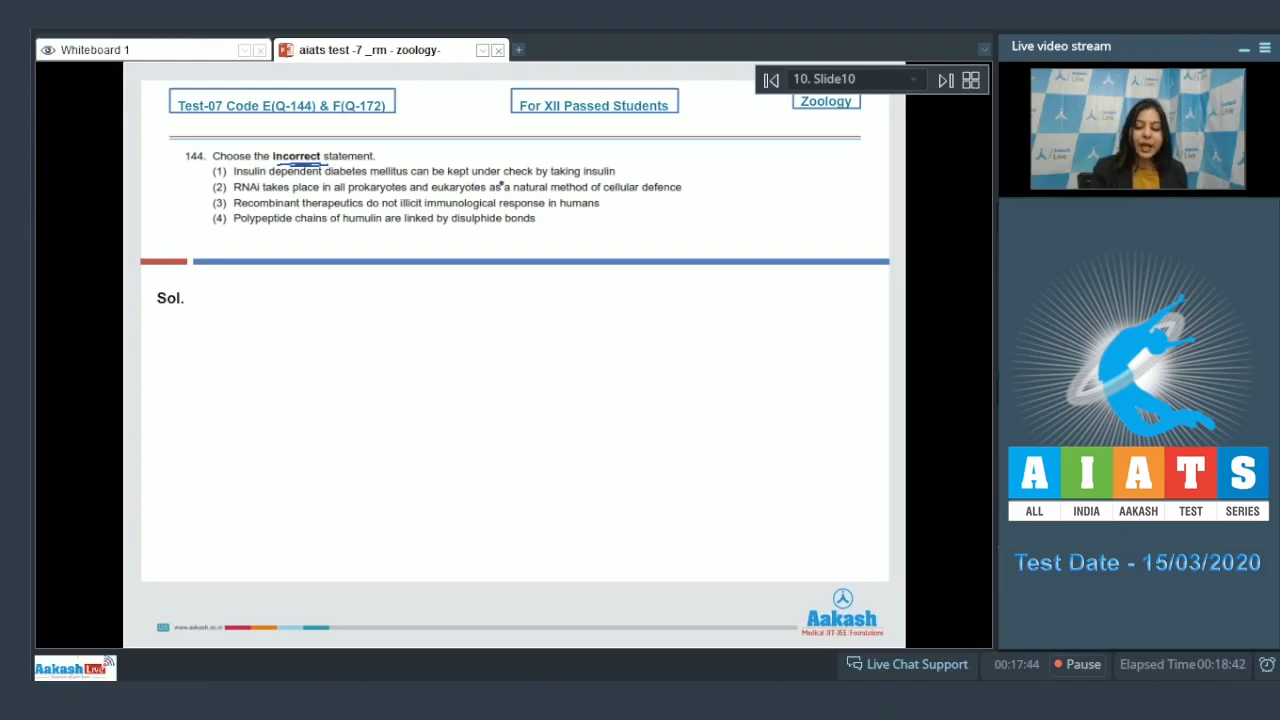 Whiteboard 1
aiats test -7 _rm - zoology-
Live video stream
10. Slide10
Test-07 Code E(Q-144) & F(Q-172)
For XII Passed Students
Zoology
144. Choose the Incorrect statement.
(1) Insulin dependent diabetes mellitus can be kept under check by taking insulin
(2) RNAi takes place in all prokaryotes and eukaryotes as a natural method of cellular defence
(3) Recombinant therapeutics do not illicit immunological response in humans
(4) Polypeptide chains of humulin are linked by disulphide bonds
Sol.
A I A T S
ALL INDIA AAKASH TEST SERIES
Test Date - 15/03/2020
www.aakash.ac.in
Aakash
Medical|IIT-JEE|Foundations
Aakash Live
Live Chat Support
00:17:44
Pause
Elapsed Time 00:18:42